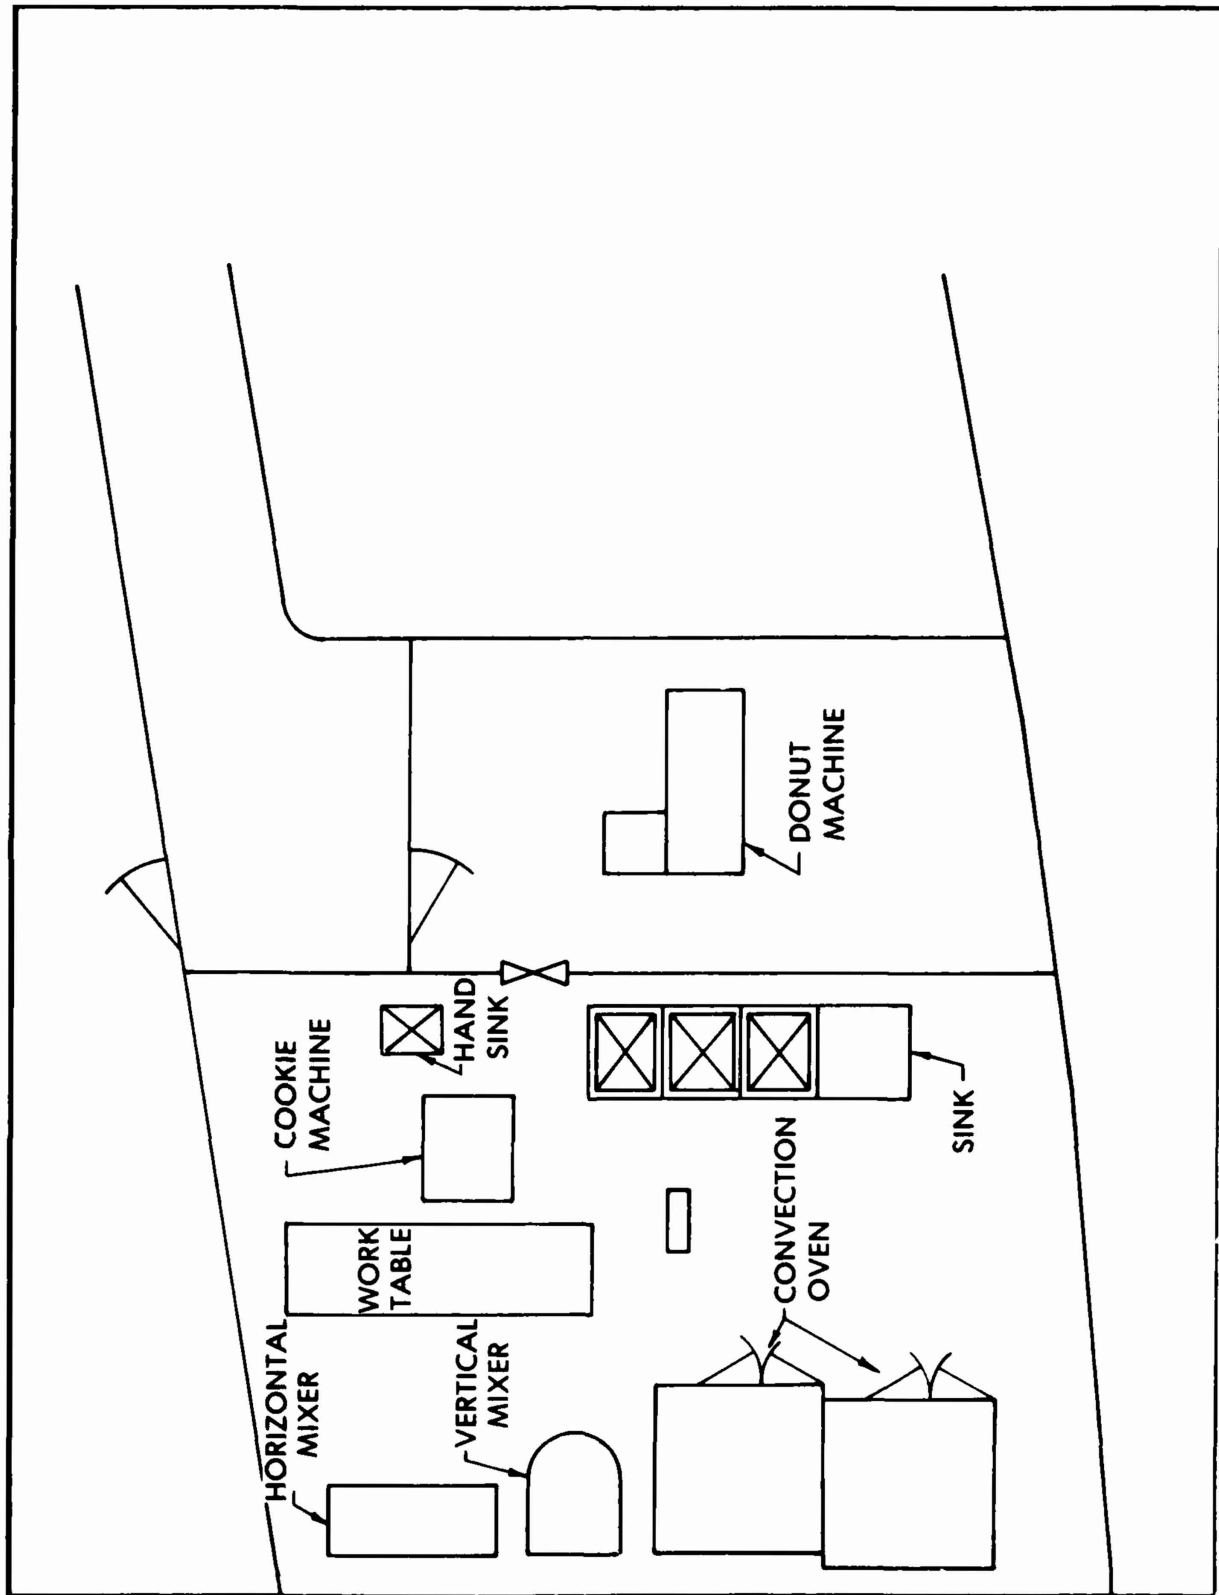 HORIZONTAL
MIXER
VERTICAL
MIXER
WORK
TABLE
COOKIE
MACHINE
HAND
SINK
CONVECTION
OVEN
SINK
DONUT
MACHINE